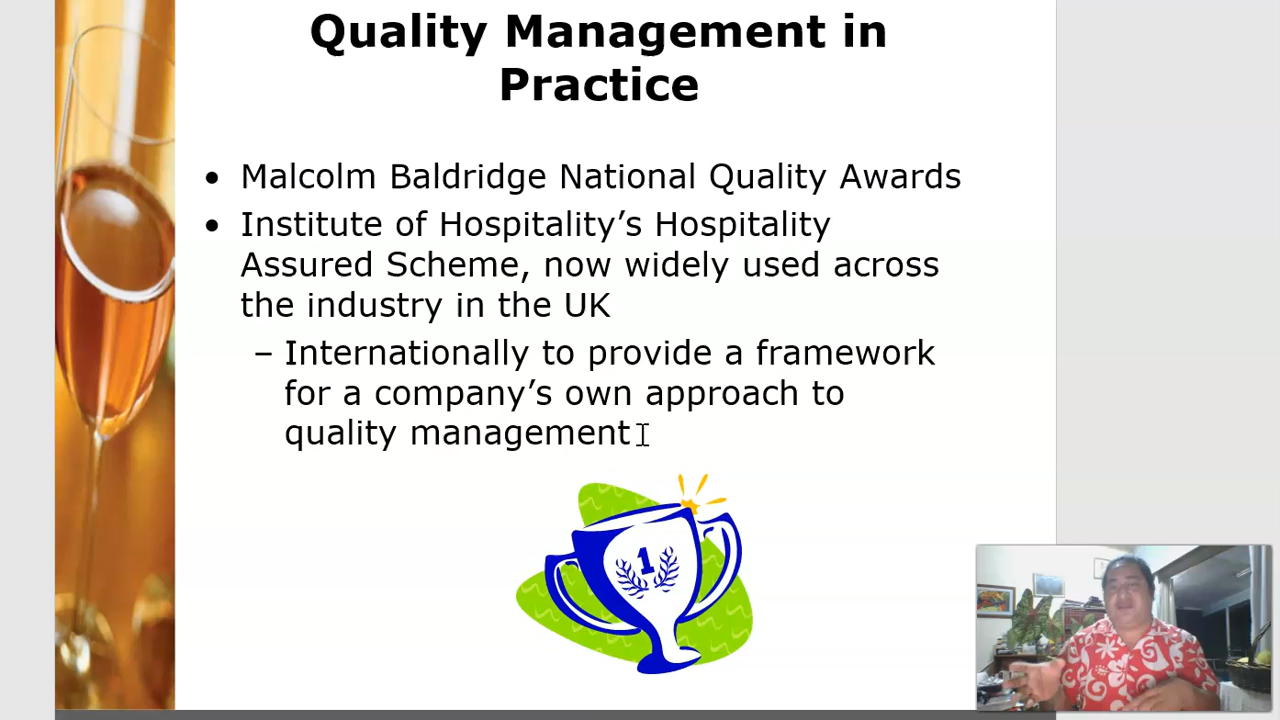 Quality Management in
Practice
• Malcolm Baldridge National Quality Awards
• Institute of Hospitality’s Hospitality
Assured Scheme, now widely used across
the industry in the UK
– Internationally to provide a framework
for a company’s own approach to
quality management
1